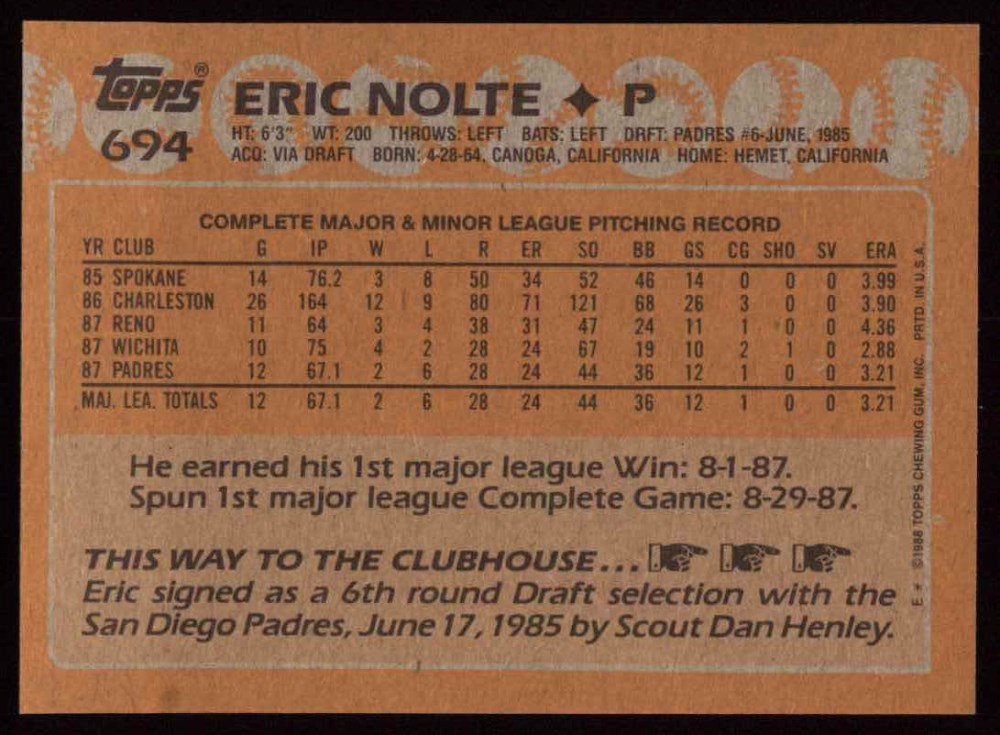 topps®
694
ERIC NOLTE ✦ P
HT: 6'3" WT: 200 THROWS: LEFT BATS: LEFT DRFT: PADRES #6-JUNE, 1985
ACQ: VIA DRAFT BORN: 4-28-64, CANOGA, CALIFORNIA HOME: HEMET, CALIFORNIA
COMPLETE MAJOR & MINOR LEAGUE PITCHING RECORD
YR CLUB G IP W L R ER SO BB GS CG SHO SV ERA
85 SPOKANE 14 76.2 3 8 50 34 52 46 14 0 0 0 3.99
86 CHARLESTON 26 164 12 9 80 71 121 68 26 3 0 0 3.90
87 RENO 11 64 3 4 38 31 47 24 11 1 0 0 4.36
87 WICHITA 10 75 4 2 28 24 67 19 10 2 1 0 2.88
87 PADRES 12 67.1 2 6 28 24 44 36 12 1 0 0 3.21
MAJ. LEA. TOTALS 12 67.1 2 6 28 24 44 36 12 1 0 0 3.21
He earned his 1st major league Win: 8-1-87.
Spun 1st major league Complete Game: 8-29-87.
THIS WAY TO THE CLUBHOUSE...
Eric signed as a 6th round Draft selection with the
San Diego Padres, June 17, 1985 by Scout Dan Henley.
E * ©1988 TOPPS CHEWING GUM, INC. PRTD. IN U.S.A.